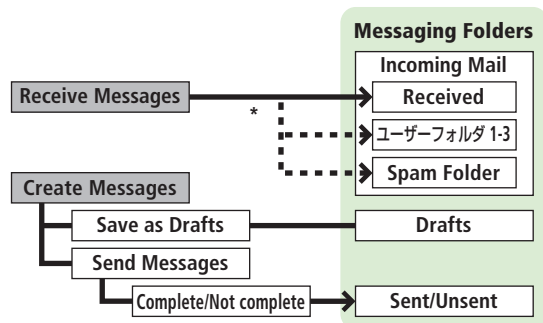 Messaging Folders
Incoming Mail
Receive Messages
*
Received
ユーザーフォルダ 1-3
Spam Folder
Create Messages
Save as Drafts
Drafts
Send Messages
Complete/Not complete
Sent/Unsent